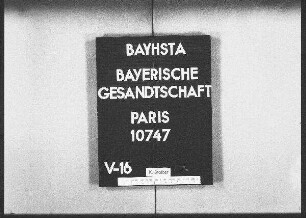 BAYHSTA
BAYERISCHE
GESANDTSCHAFT
PARIS
10747
V-16